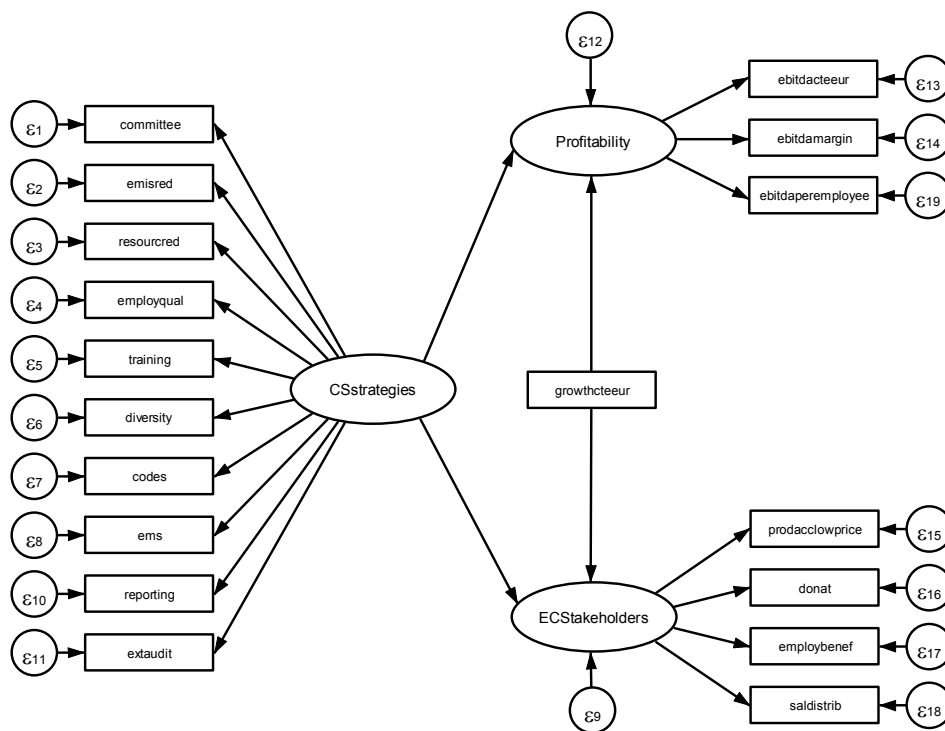 ε1
committee
ε2
emisred
ε3
resourcred
ε4
employqual
ε5
training
ε6
diversity
ε7
codes
ε8
ems
ε10
reporting
ε11
extaudit
CSstrategies
ε12
Profitability
ebitdacteeur
ε13
ebitdamargin
ε14
ebitdaperemployee
ε19
growthcteeur
ECStakeholders
ε9
prodacclowprice
ε15
donat
ε16
employbenef
ε17
saldistrib
ε18